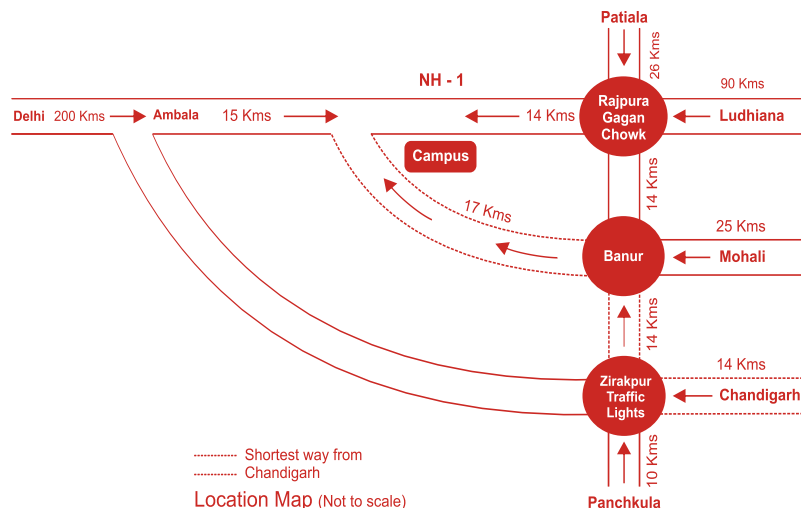 Patiala
26 Kms
NH - 1
90 Kms
Delhi 200 Kms Ambala 15 Kms
14 Kms
Rajpura
Gagan
Chowk
Ludhiana
Campus
14 Kms
17 Kms
25 Kms
Banur
Mohali
14 Kms
14 Kms
Zirakpur
Traffic
Lights
Chandigarh
10 Kms
Shortest way from
Chandigarh
Location Map (Not to scale)
Panchkula